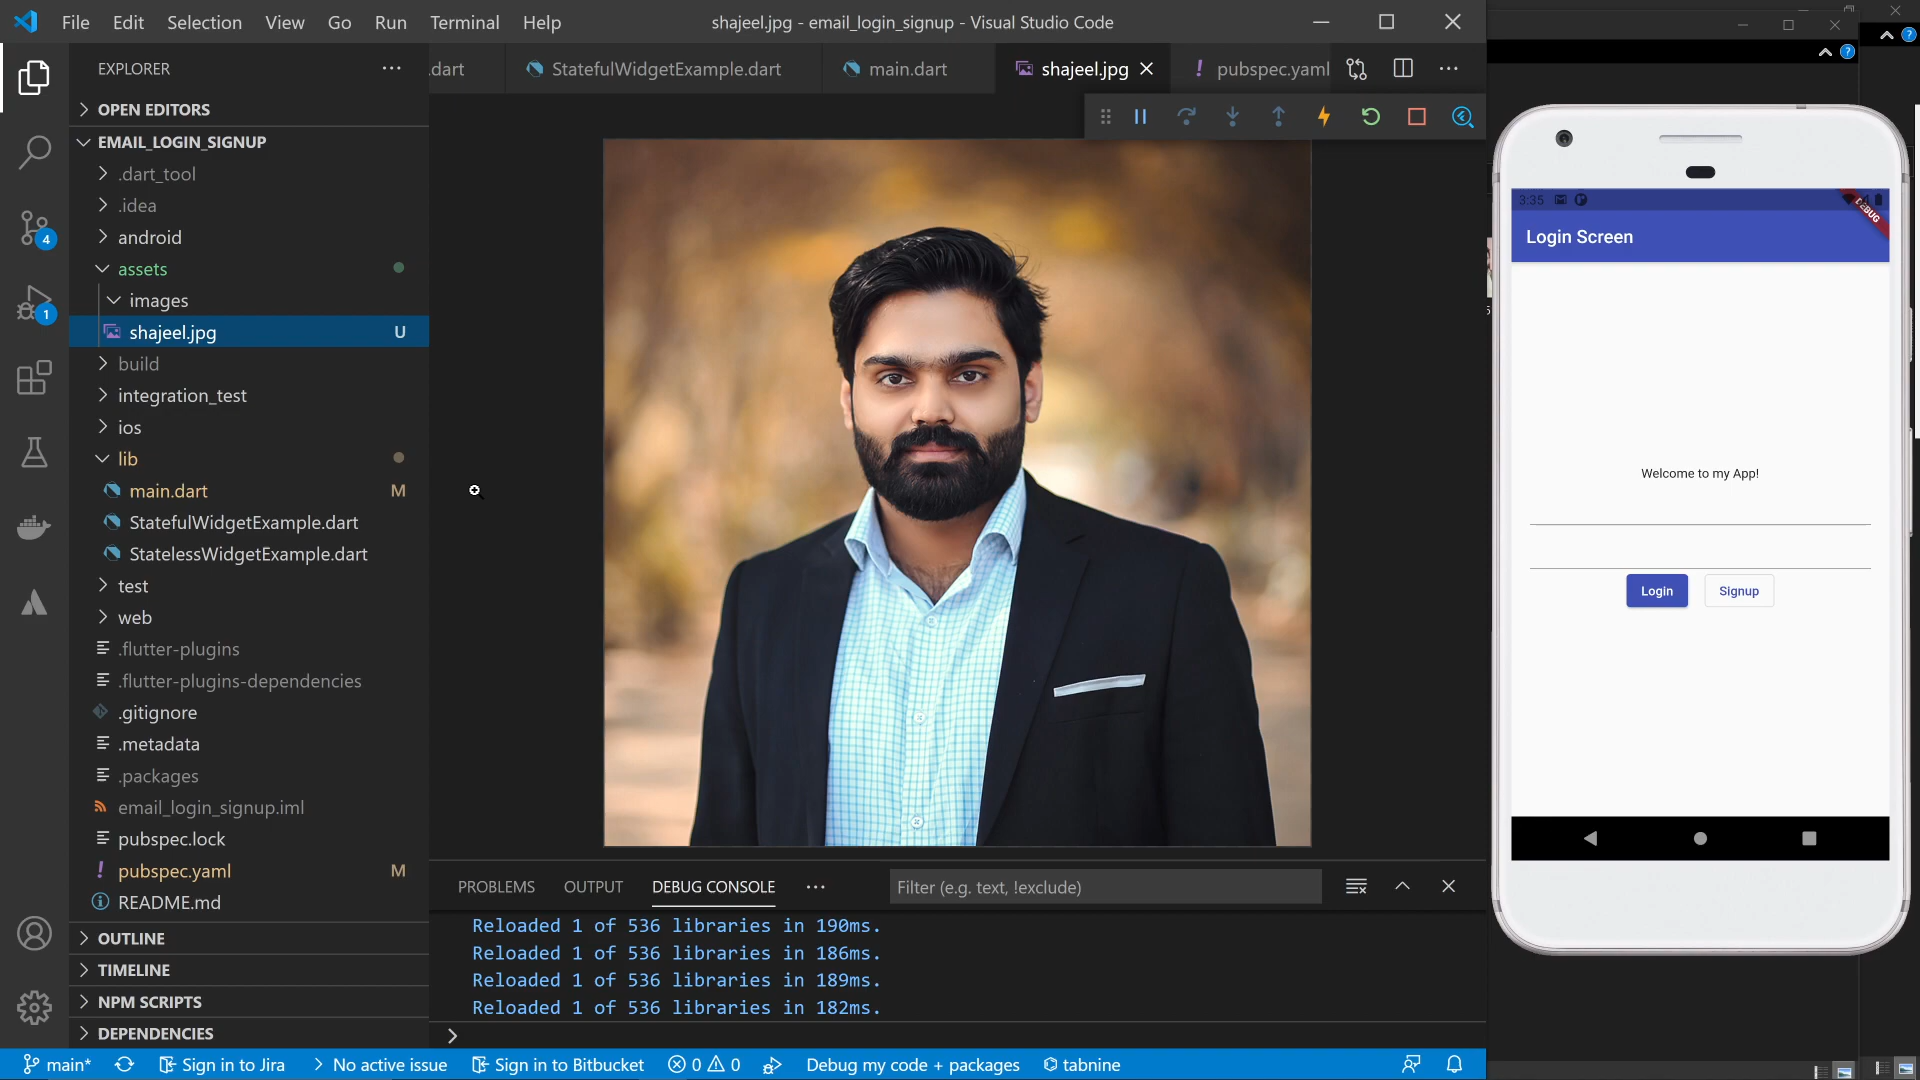 File Edit Selection View Go Run Terminal Help
shajeel.jpg - email_login_signup - Visual Studio Code
EXPLORER
.dart
StatefulWidgetExample.dart
main.dart
shajeel.jpg
pubspec.yaml
OPEN EDITORS
EMAIL_LOGIN_SIGNUP
.dart_tool
.idea
android
assets
images
shajeel.jpg U
build
integration_test
ios
lib
main.dart M
StatefulWidgetExample.dart
StatelessWidgetExample.dart
test
web
.flutter-plugins
.flutter-plugins-dependencies
.gitignore
.metadata
.packages
email_login_signup.iml
pubspec.lock
pubspec.yaml M
README.md
OUTLINE
TIMELINE
NPM SCRIPTS
DEPENDENCIES
4
1
PROBLEMS OUTPUT DEBUG CONSOLE
Filter (e.g. text, !exclude)
Reloaded 1 of 536 libraries in 190ms.
Reloaded 1 of 536 libraries in 186ms.
Reloaded 1 of 536 libraries in 189ms.
Reloaded 1 of 536 libraries in 182ms.
main* Sign in to Jira No active issue Sign in to Bitbucket 0 0 Debug my code + packages tabnine
3:35
DEBUG
Login Screen
Welcome to my App!
Login Signup